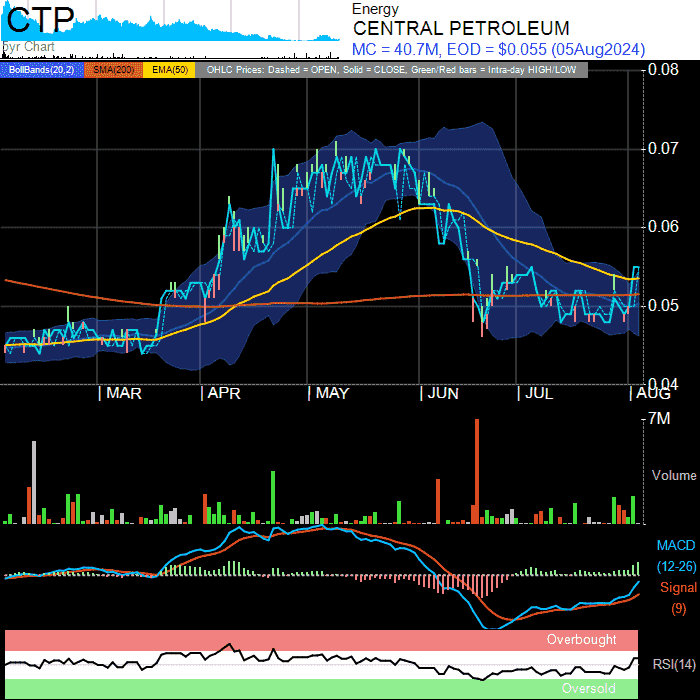 CTP
5yr Chart
Energy
CENTRAL PETROLEUM
MC = 40.7M, EOD = $0.055 (05Aug2024)
BollBands(20,2) SMA(200) EMA(50) OHLC Prices: Dashed = OPEN, Solid = CLOSE, Green/Red bars = Intra-day HIGH/LOW
0.08
0.07
0.06
0.05
0.04
MAR APR MAY JUN JUL AUG
7M
Volume
MACD
(12-26)
Signal
(9)
Overbought
RSI(14)
Oversold